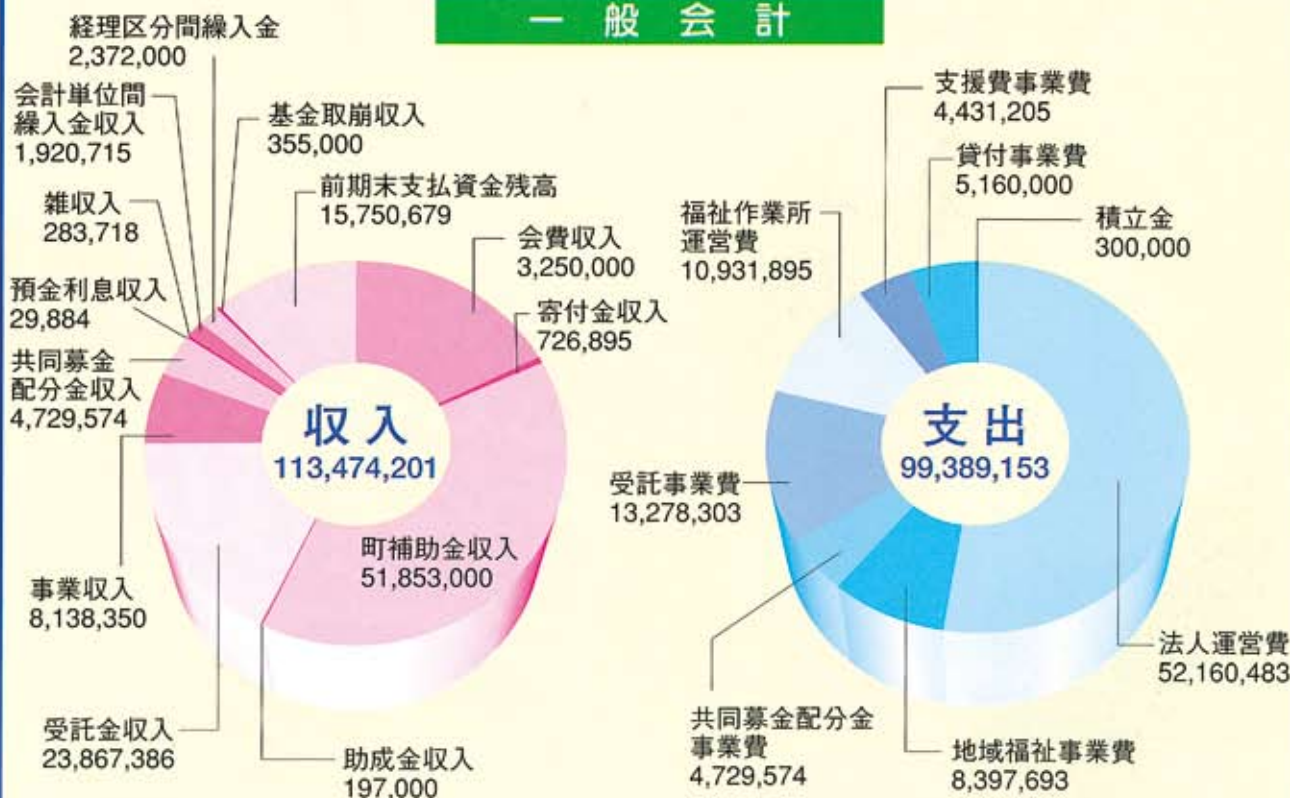 一般会計
経理区分間繰入金
2,372,000
会計単位間
繰入金収入
1,920,715
雑収入
283,718
預金利息収入
29,884
共同募金
配分金収入
4,729,574
事業収入
8,138,350
受託金収入
23,867,386
助成金収入
197,000
町補助金収入
51,853,000
寄付金収入
726,895
会費収入
3,250,000
前期末支払資金残高
15,750,679
基金取崩収入
355,000
収入
113,474,201
支援費事業費
4,431,205
貸付事業費
5,160,000
積立金
300,000
福祉作業所
運営費
10,931,895
受託事業費
13,278,303
共同募金配分金
事業費
4,729,574
地域福祉事業費
8,397,693
法人運営費
52,160,483
支出
99,389,153